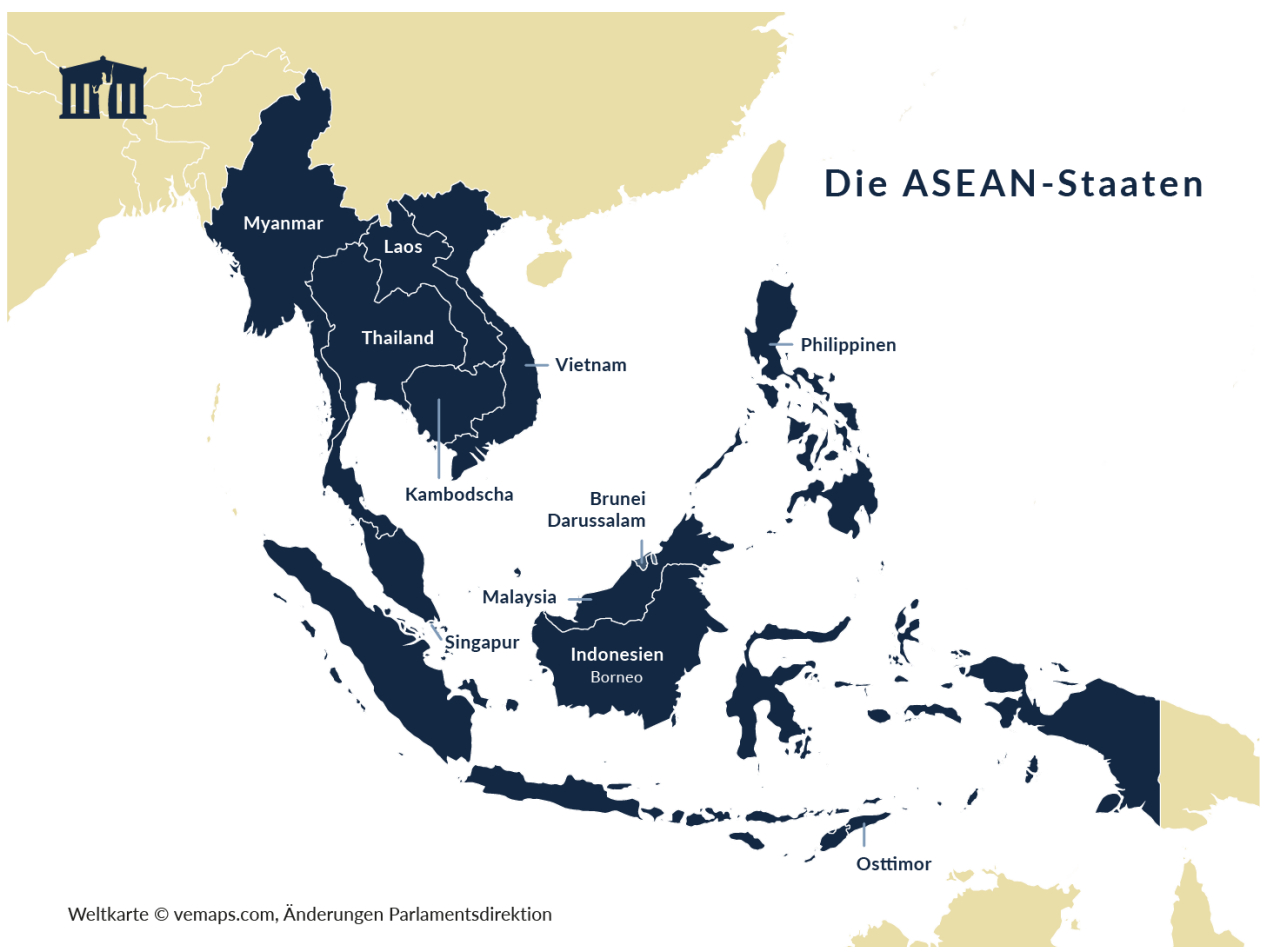 Die ASEAN-Staaten
Myanmar
Laos
Thailand
Philippinen
Vietnam
Kambodscha
Brunei
Darussalam
Malaysia
Singapur
Indonesien
Borneo
Osttimor
Weltkarte © vemaps.com, Änderungen Parlamentsdirektion